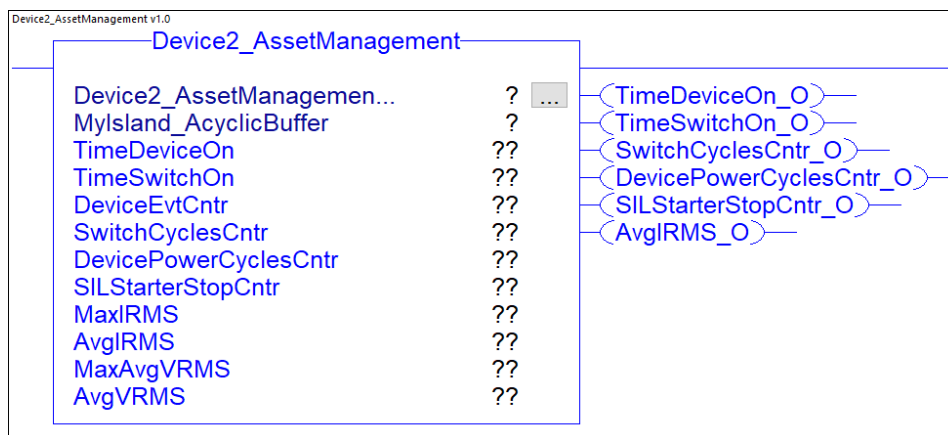 Device2_AssetManagement v1.0
Device2_AssetManagement
Device2_AssetManagemen... ? ... TimeDeviceOn_O
MyIsland_AcyclicBuffer ? TimeSwitchOn_O
TimeDeviceOn ?? SwitchCyclesCntr_O
TimeSwitchOn ?? DevicePowerCyclesCntr_O
DeviceEvtCntr ?? SILStarterStopCntr_O
SwitchCyclesCntr ?? AvgIRMS_O
DevicePowerCyclesCntr ??
SILStarterStopCntr ??
MaxIRMS ??
AvgIRMS ??
MaxAvgVRMS ??
AvgVRMS ??